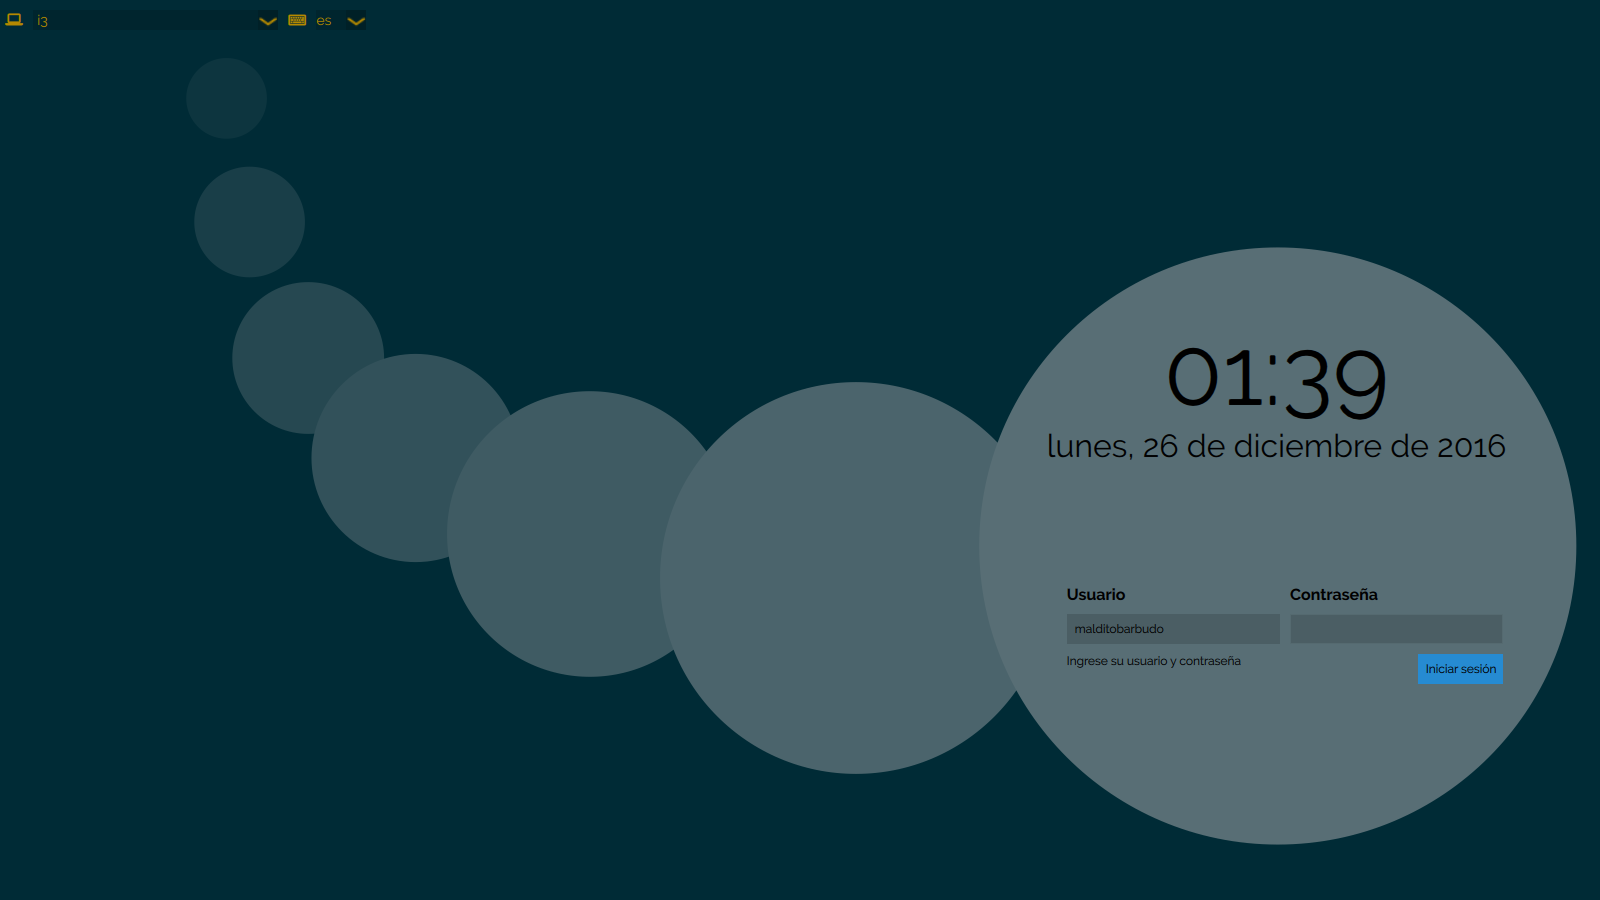 i3
es
01:39
lunes, 26 de diciembre de 2016
Usuario
Contraseña
malditobarbudo
Ingrese su usuario y contraseña
Iniciar sesión